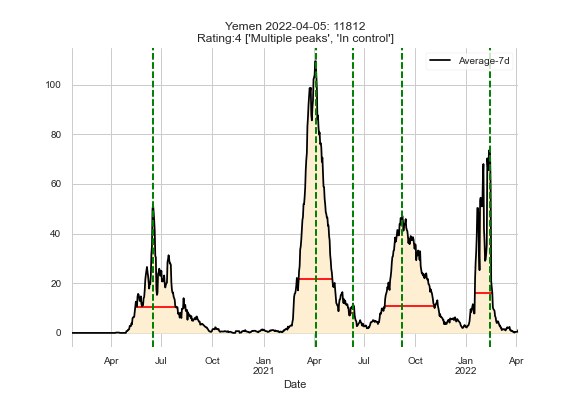 Yemen 2022-04-05: 11812
Rating:4 ['Multiple peaks', 'In control']
Average-7d
100
80
60
40
20
0
Apr
Jul
Oct
Jan
2021
Apr
Jul
Oct
Jan
2022
Apr
Date